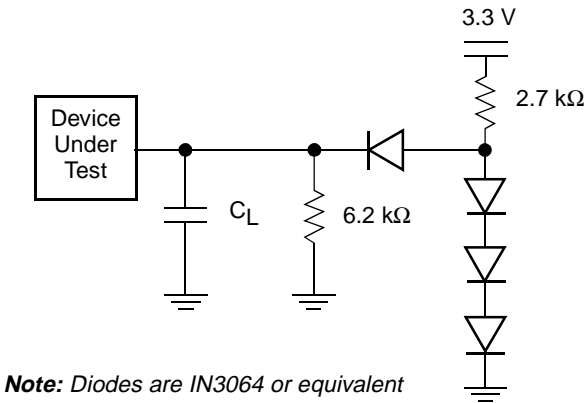 3.3 V
2.7 kΩ
Device
Under
Test
CL
6.2 kΩ
Note: Diodes are IN3064 or equivalent